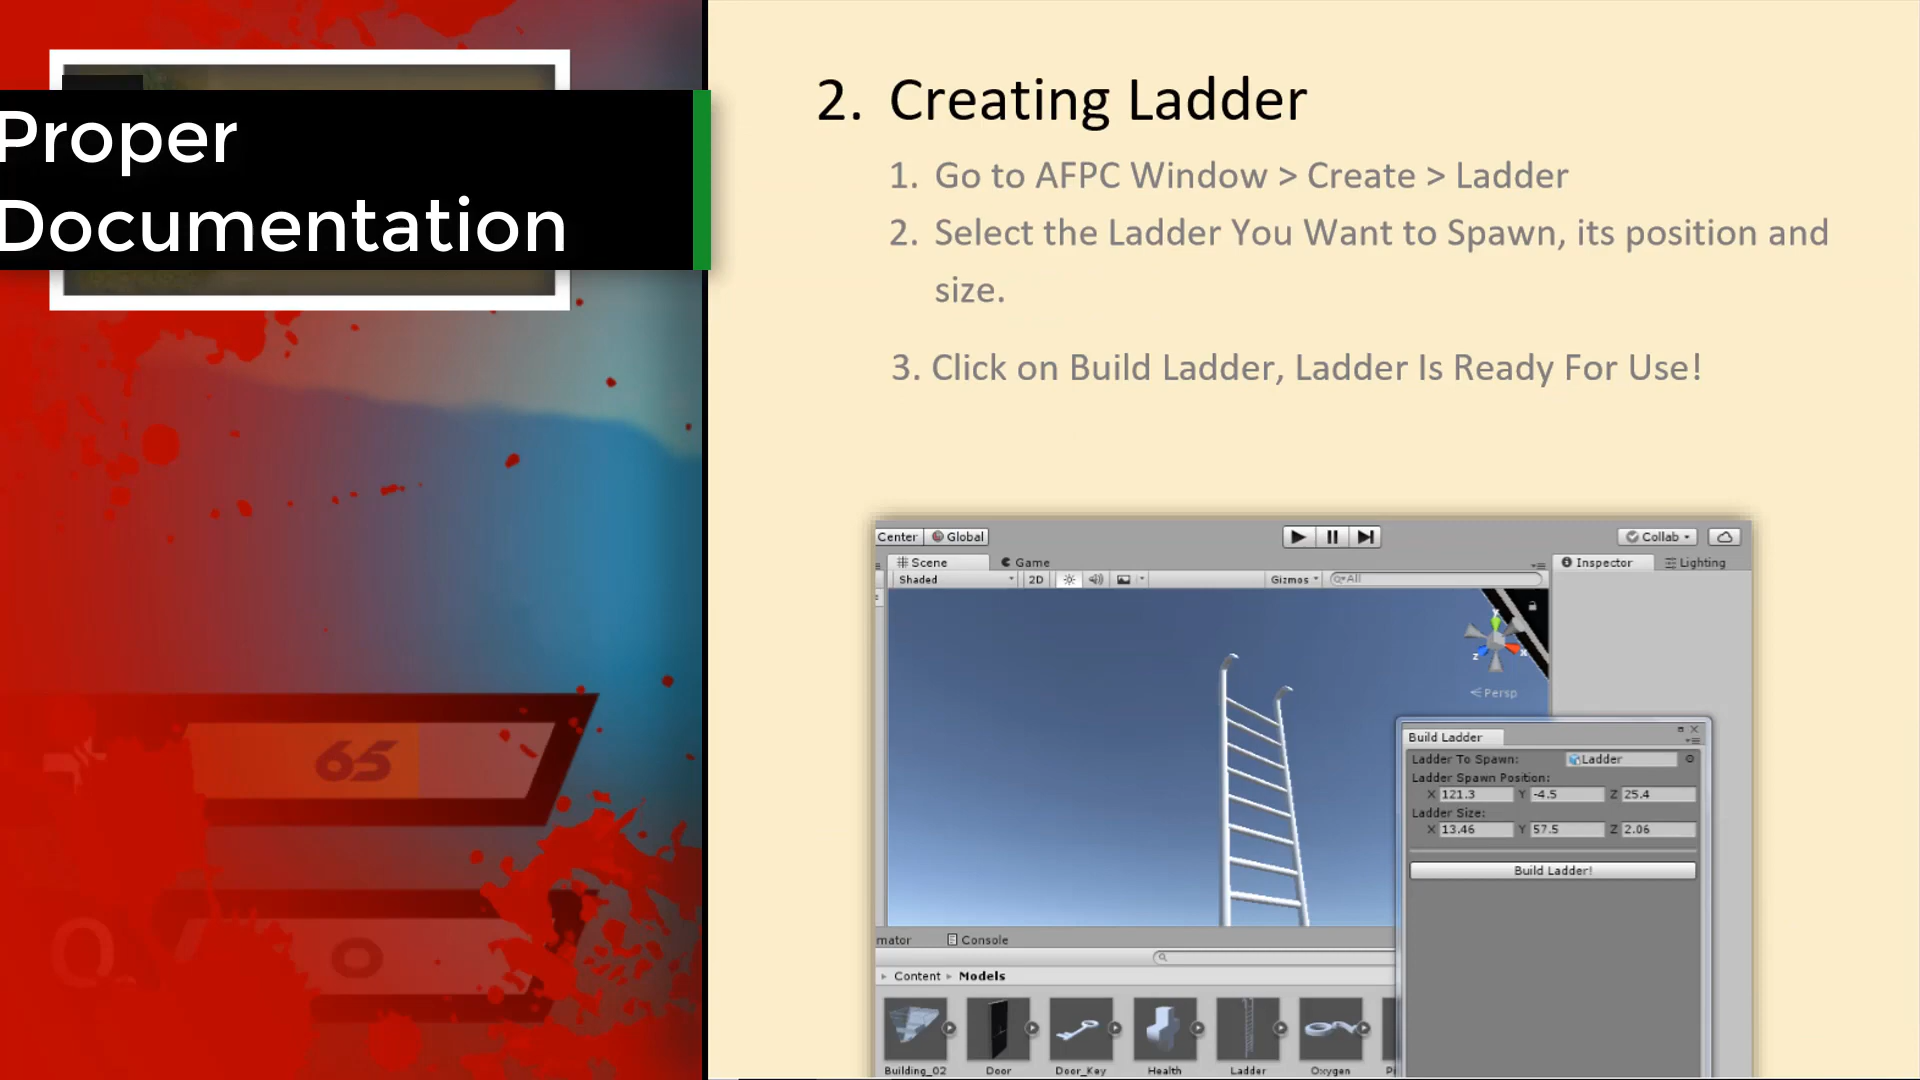 Proper
Documentation
2. Creating Ladder
1. Go to AFPC Window > Create > Ladder
2. Select the Ladder You Want to Spawn, its position and
size.
3. Click on Build Ladder, Ladder Is Ready For Use!
Center Global Collab
Scene Game Inspector Lighting
Shaded 2D Gizmos All
y
z x
Persp
Build Ladder
Ladder To Spawn: Ladder
Ladder Spawn Position:
X 121.3 Y -4.5 Z 25.4
Ladder Size:
X 13.46 Y 57.5 Z 2.06
Build Ladder!
mator Console
Content Models
Building_02 Door Door_Key Health Ladder Oxygen
65
0